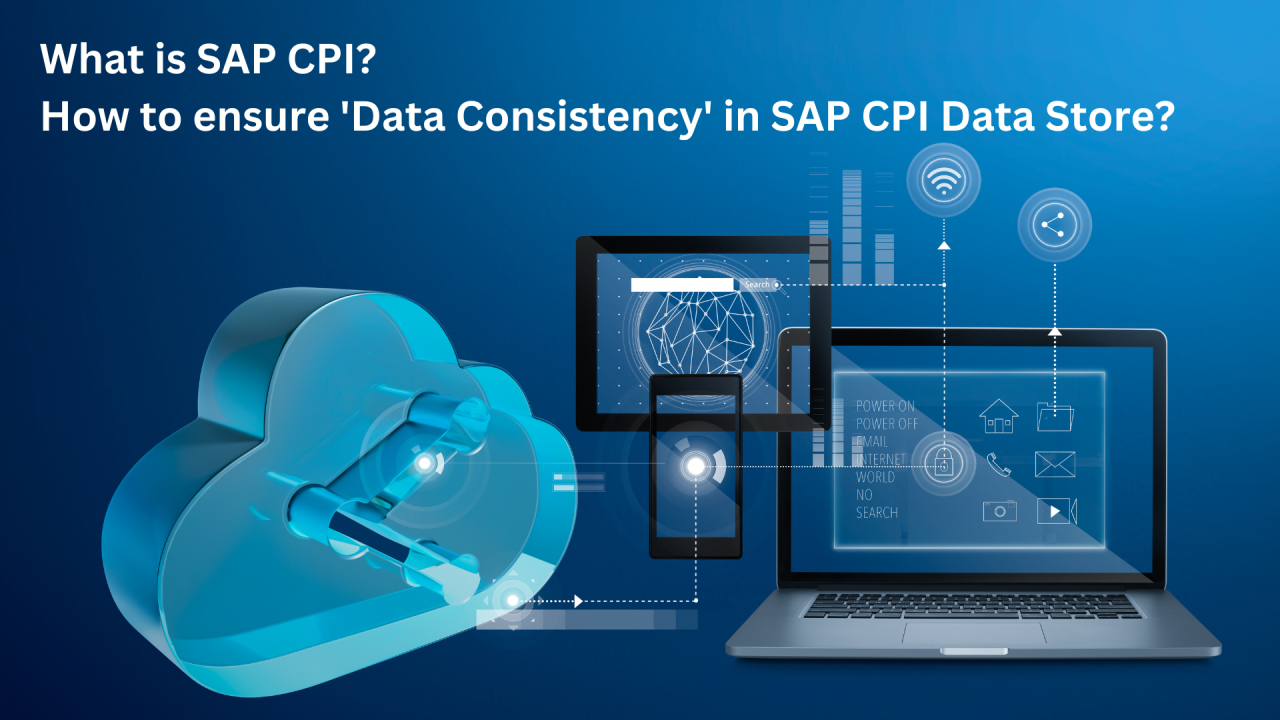 What is SAP CPI?
How to ensure 'Data Consistency' in SAP CPI Data Store?
Search
POWER ON
POWER OFF
EMAIL
INTERNET
WORLD
NO
SEARCH